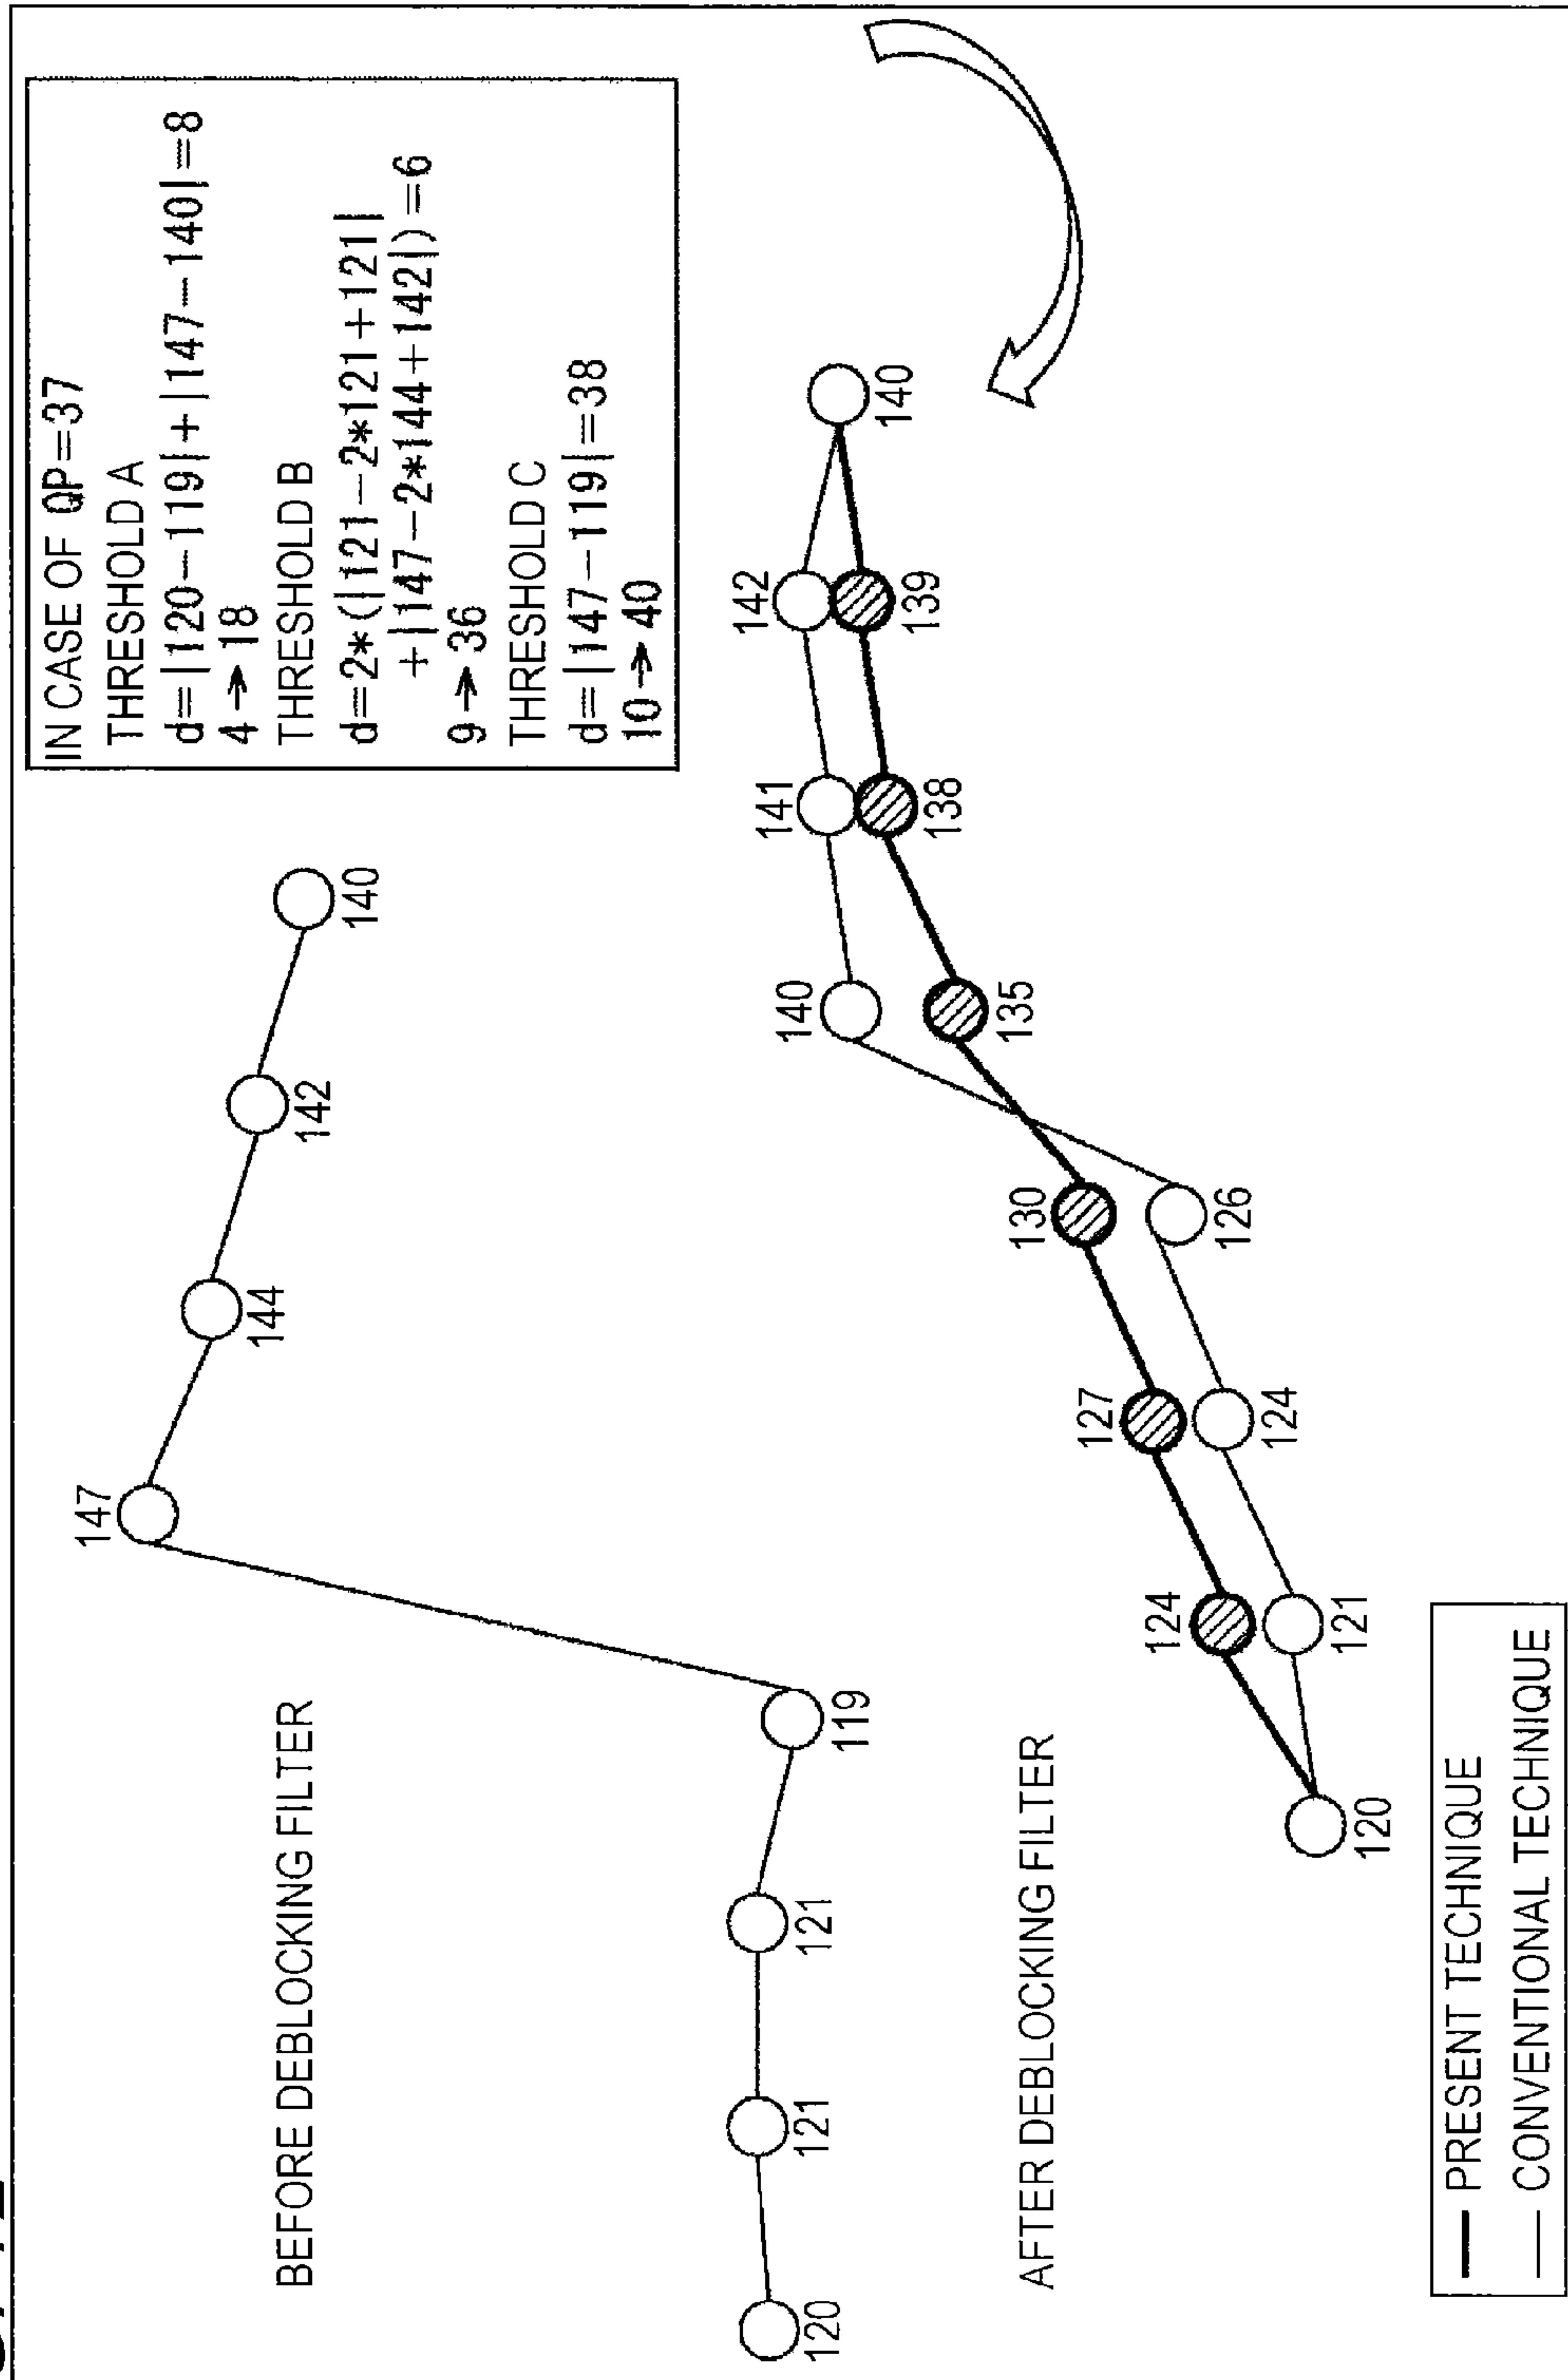 IN CASE OF QP=37
THRESHOLD A
d=|120-119|+|147-140|=8
4→18
THRESHOLD B
d=2*(|121-2*121+121|
+|147-2*144+142|)=6
9→36
THRESHOLD C
d=|147-119|=38
10→40
BEFORE DEBLOCKING FILTER
120
121
121
119
147
144
142
140
AFTER DEBLOCKING FILTER
120
124
127
130
135
138
139
140
121
124
126
140
141
142
PRESENT TECHNIQUE
CONVENTIONAL TECHNIQUE